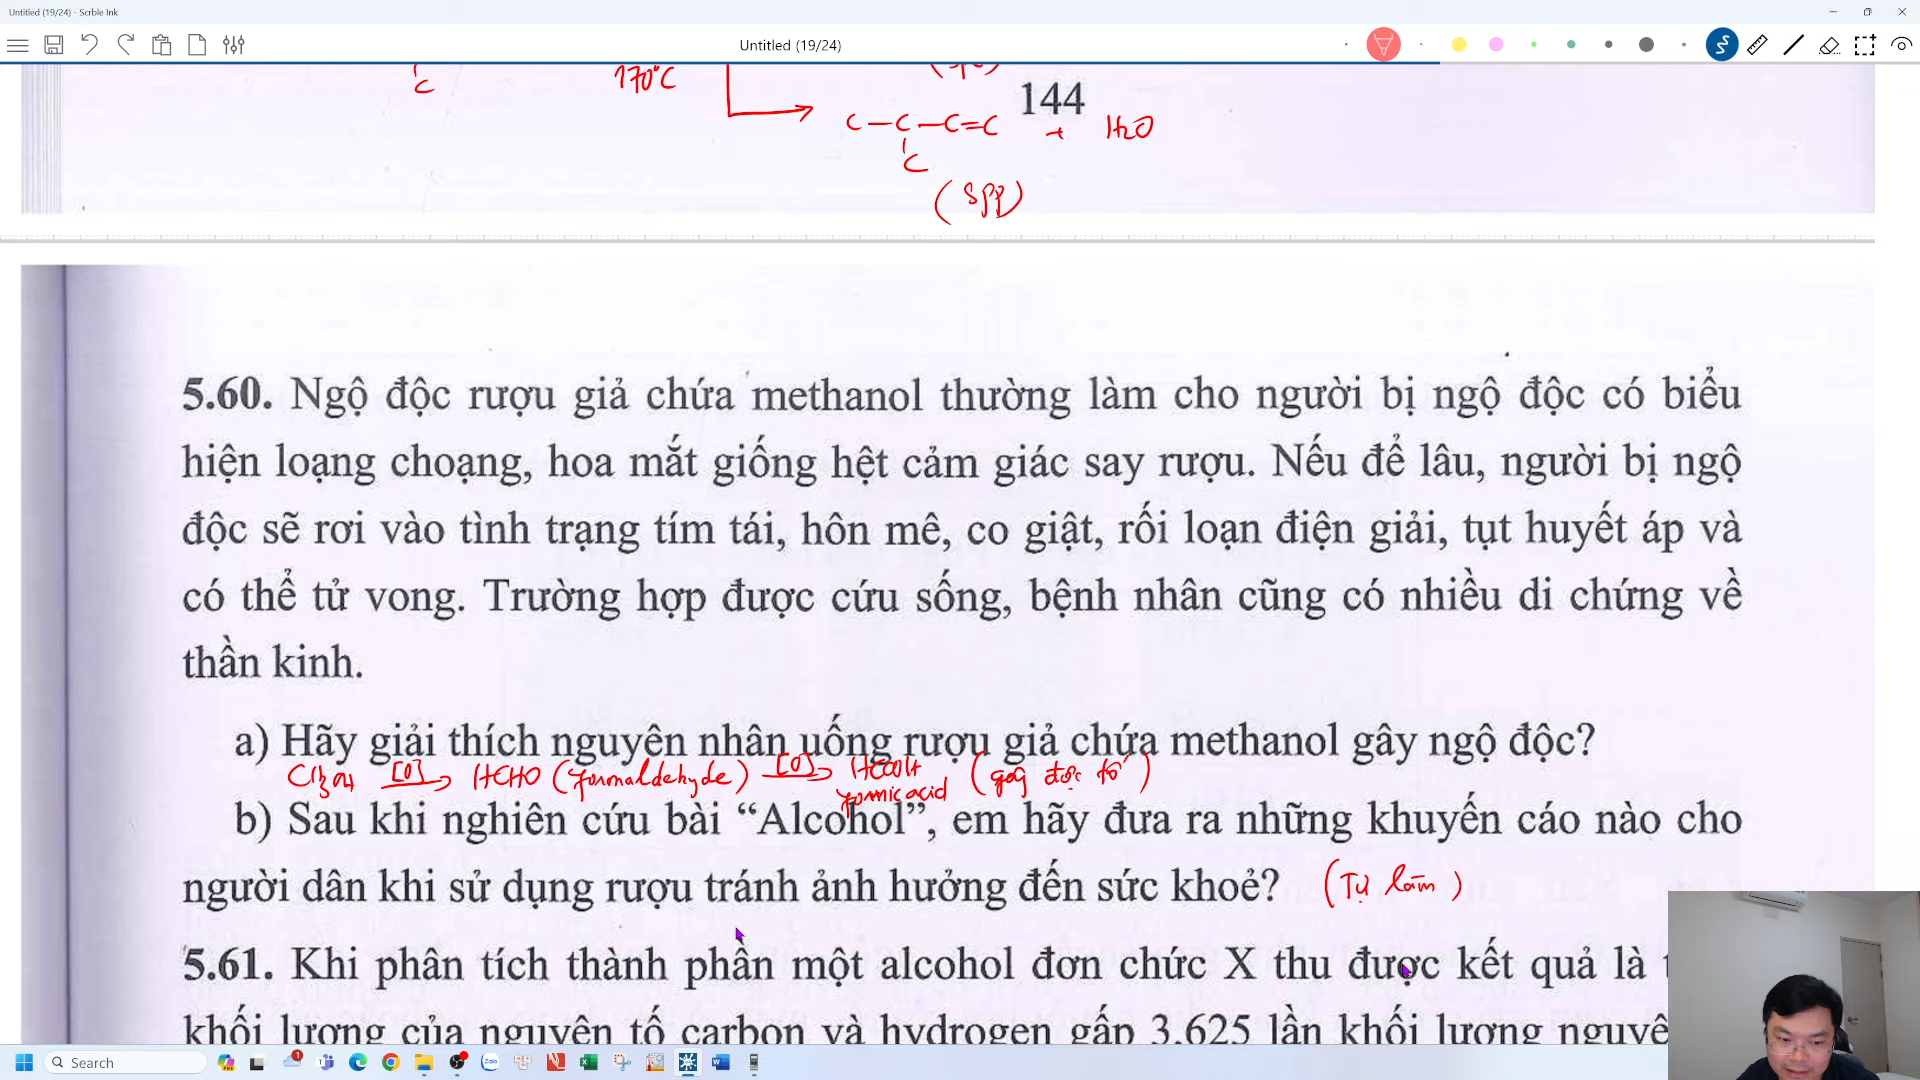 Untitled (19/24) - Scrble Ink
Untitled (19/24)
C
170°C
144
C-C-C=C + H2O
C
(spp)
5.60. Ngộ độc rượu giả chứa methanol thường làm cho người bị ngộ độc có biểu
hiện loạng choạng, hoa mắt giống hệt cảm giác say rượu. Nếu để lâu, người bị ngộ
độc sẽ rơi vào tình trạng tím tái, hôn mê, co giật, rối loạn điện giải, tụt huyết áp và
có thể tử vong. Trường hợp được cứu sống, bệnh nhân cũng có nhiều di chứng về
thần kinh.
a) Hãy giải thích nguyên nhân uống rượu giả chứa methanol gây ngộ độc?
CH3OH [O] HCHO (formaldehyde) [O] HCOOH (gây độc tố)
formic acid
b) Sau khi nghiên cứu bài “Alcohol”, em hãy đưa ra những khuyến cáo nào cho
người dân khi sử dụng rượu tránh ảnh hưởng đến sức khoẻ? (Tự làm)
5.61. Khi phân tích thành phần một alcohol đơn chức X thu được kết quả là
khối lượng của nguyên tố carbon và hydrogen gấp 3,625 lần khối lượng
Search